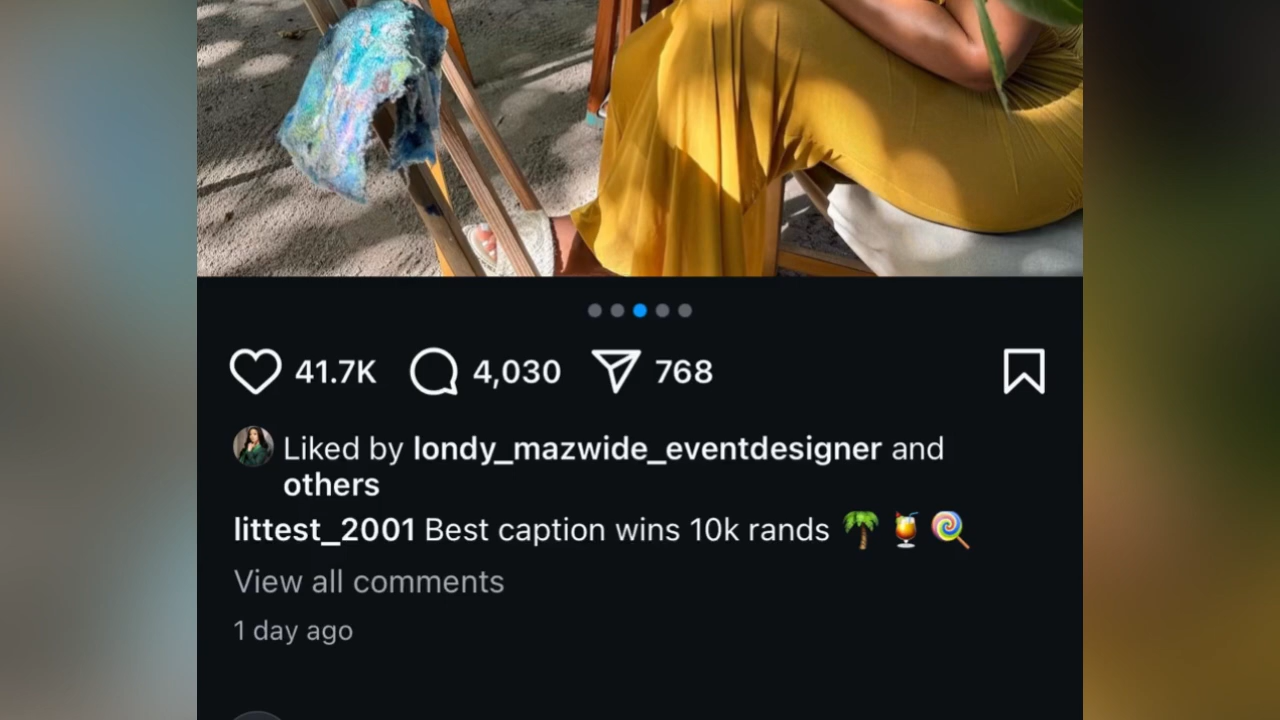 41.7K 4,030 768
Liked by londy_mazwide_eventdesigner and
others
littest_2001 Best caption wins 10k rands 🌴 🍹 🍭
View all comments
1 day ago